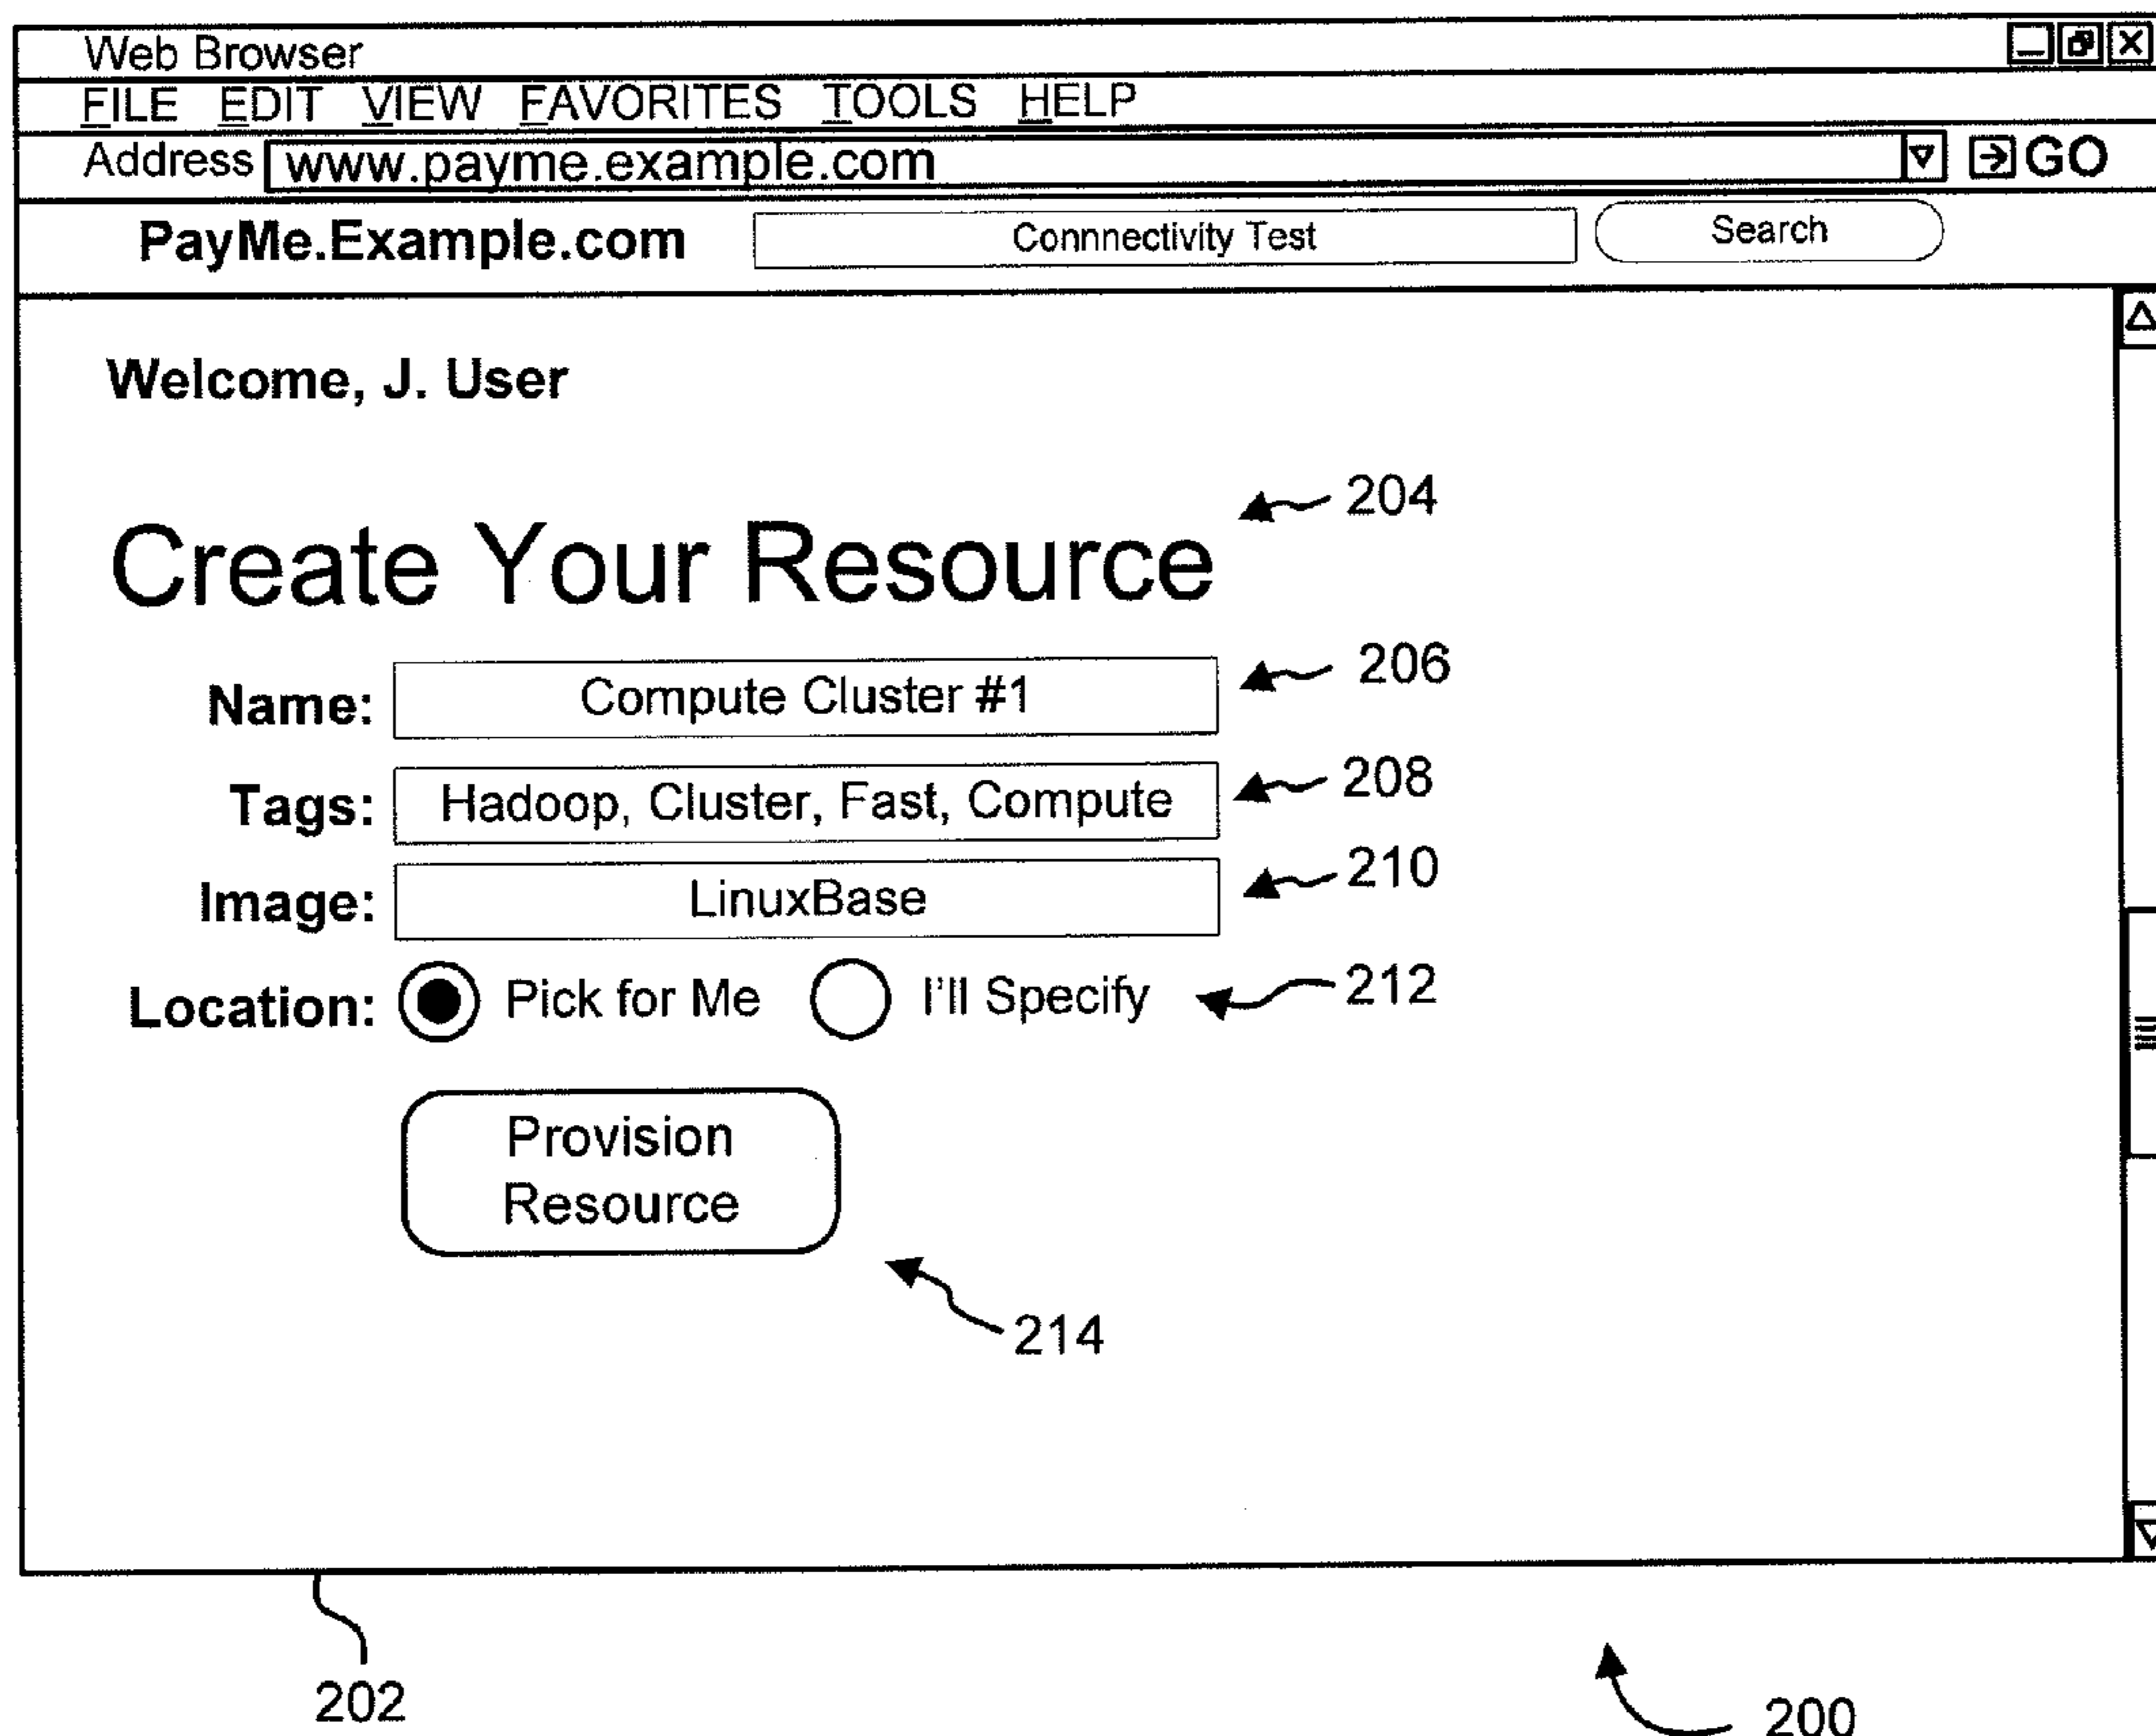 Web Browser
FILE EDIT VIEW FAVORITES TOOLS HELP
Address www.payme.example.com GO
PayMe.Example.com Connnectivity Test Search
Welcome, J. User
204
Create Your Resource
Name: Compute Cluster #1 206
Tags: Hadoop, Cluster, Fast, Compute 208
Image: LinuxBase 210
Location: Pick for Me I'll Specify 212
Provision
Resource
214
202
200